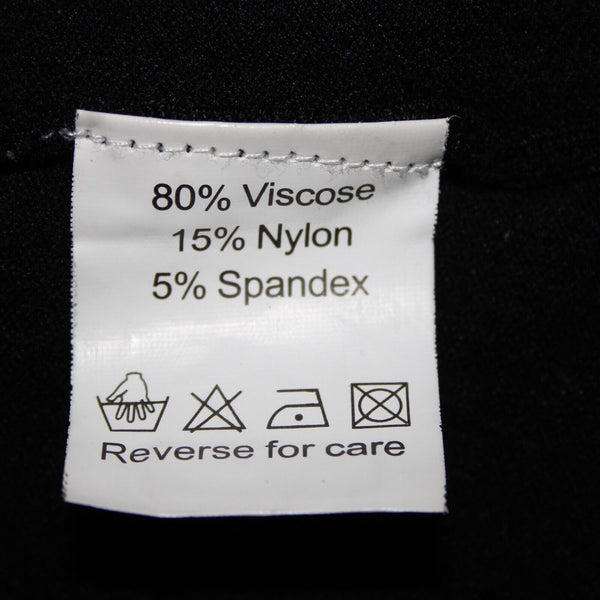 80% Viscose
15% Nylon
5% Spandex
Reverse for care